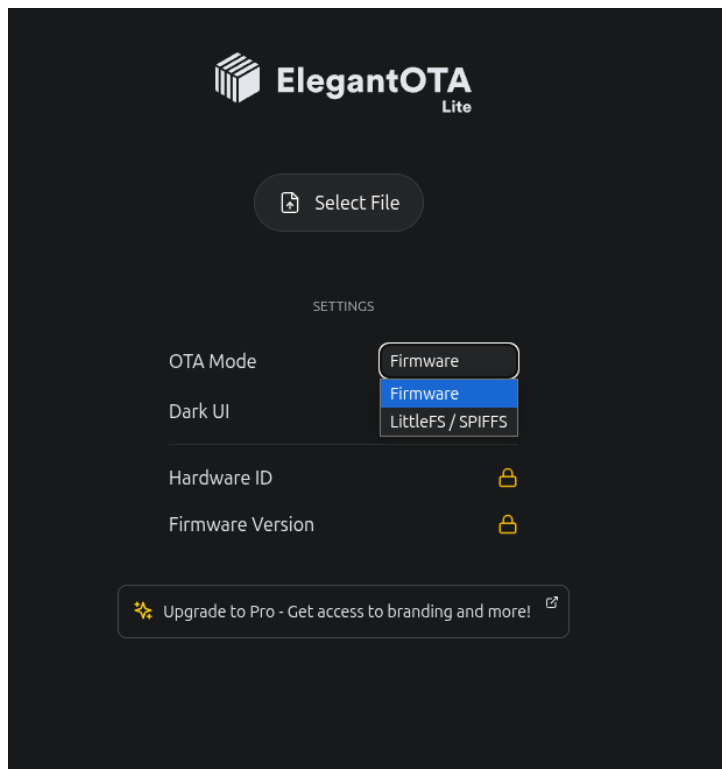 ElegantOTA
Lite
Select File
SETTINGS
OTA Mode
Firmware
Firmware
LittleFS / SPIFFS
Dark UI
Hardware ID
Firmware Version
Upgrade to Pro - Get access to branding and more!